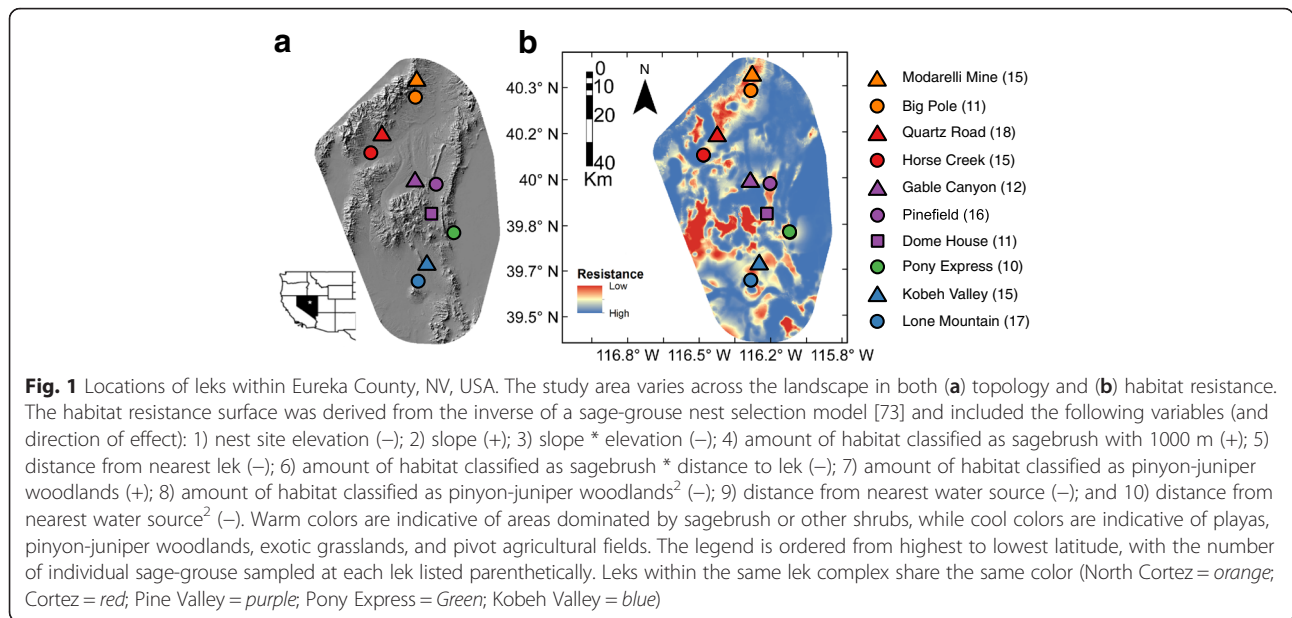 a
b
0
10
20
40
Km
N
40.3° N
40.2° N
40° N
39.8° N
39.7° N
39.5° N
116.8° W
116.5° W
116.2° W
115.8° W
Resistance
Low
High
Modarelli Mine (15)
Big Pole (11)
Quartz Road (18)
Horse Creek (15)
Gable Canyon (12)
Pinefield (16)
Dome House (11)
Pony Express (10)
Kobeh Valley (15)
Lone Mountain (17)
Fig. 1 Locations of leks within Eureka County, NV, USA. The study area varies across the landscape in both (a) topology and (b) habitat resistance.
The habitat resistance surface was derived from the inverse of a sage-grouse nest selection model [73] and included the following variables (and
direction of effect): 1) nest site elevation (−); 2) slope (+); 3) slope * elevation (−); 4) amount of habitat classified as sagebrush with 1000 m (+); 5)
distance from nearest lek (−); 6) amount of habitat classified as sagebrush * distance to lek (−); 7) amount of habitat classified as pinyon-juniper
woodlands (+); 8) amount of habitat classified as pinyon-juniper woodlands² (−); 9) distance from nearest water source (−); and 10) distance from
nearest water source² (−). Warm colors are indicative of areas dominated by sagebrush or other shrubs, while cool colors are indicative of playas,
pinyon-juniper woodlands, exotic grasslands, and pivot agricultural fields. The legend is ordered from highest to lowest latitude, with the number
of individual sage-grouse sampled at each lek listed parenthetically. Leks within the same lek complex share the same color (North Cortez = orange;
Cortez = red; Pine Valley = purple; Pony Express = Green; Kobeh Valley = blue)